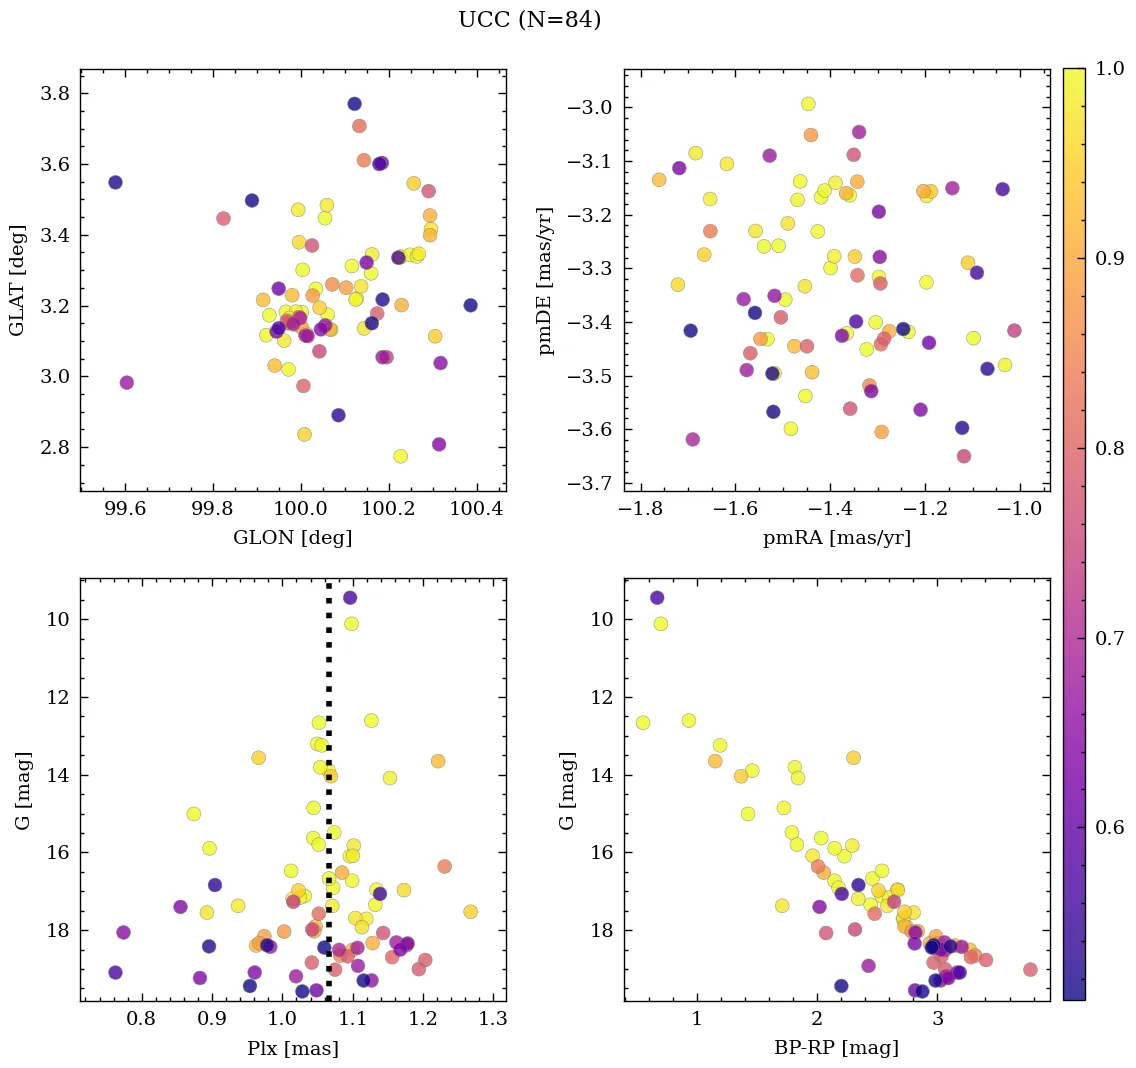 UCC (N=84)
3.8
3.6
3.4
3.2
3.0
2.8
GLAT [deg]
99.6 99.8 100.0 100.2 100.4
GLON [deg]
−3.0
−3.1
−3.2
−3.3
−3.4
−3.5
−3.6
−3.7
pmDE [mas/yr]
−1.8 −1.6 −1.4 −1.2 −1.0
pmRA [mas/yr]
10
12
14
16
18
G [mag]
0.8 0.9 1.0 1.1 1.2 1.3
Plx [mas]
10
12
14
16
18
G [mag]
1 2 3
BP-RP [mag]
1.0
0.9
0.8
0.7
0.6